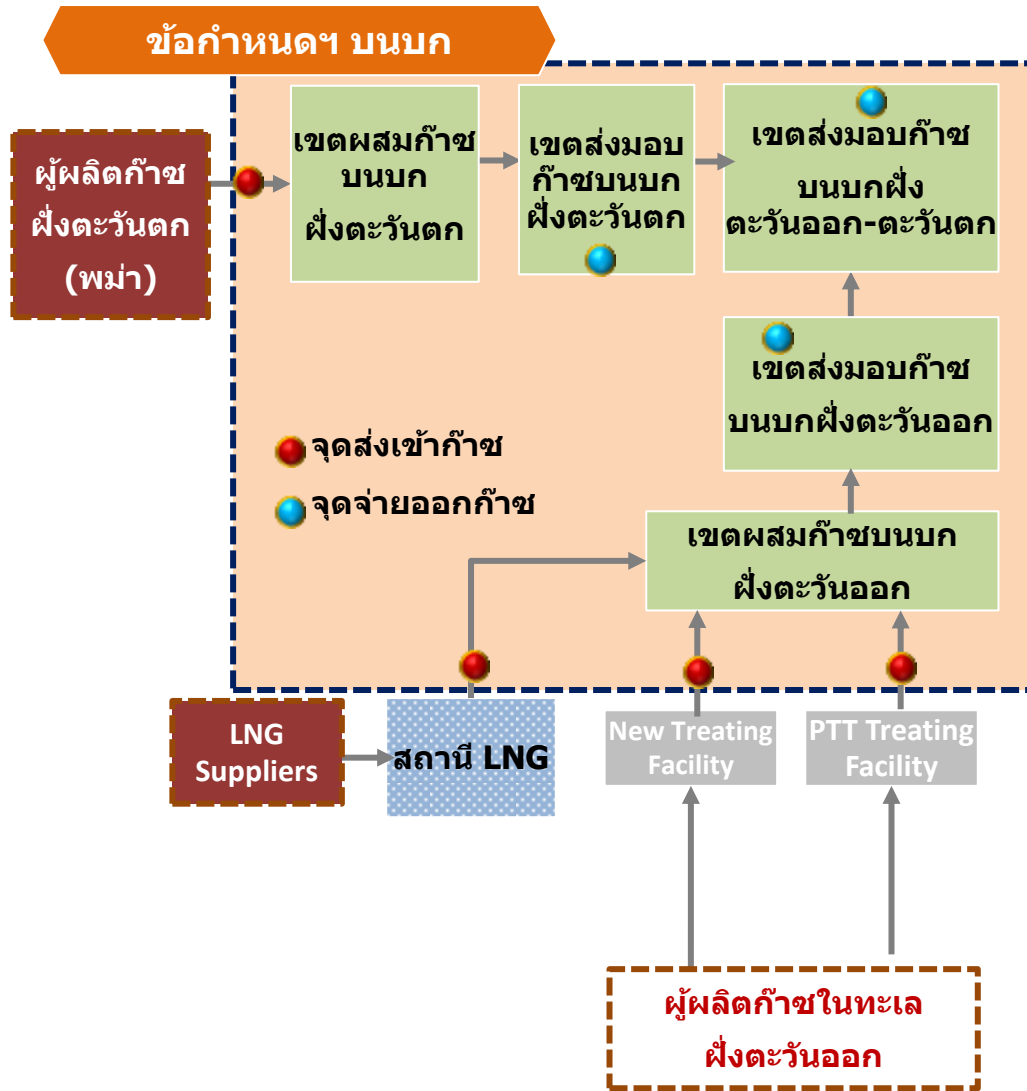 ข้อกำหนดฯ บนบก
ผู้ผลิตก๊าซ
ฝั่งตะวันตก
(พม่า)
เขตผสมก๊าซ
บนบก
ฝั่งตะวันตก
เขตส่งมอบ
ก๊าซบนบก
ฝั่งตะวันตก
เขตส่งมอบก๊าซ
บนบกฝั่ง
ตะวันออก-ตะวันตก
เขตส่งมอบก๊าซ
บนบกฝั่งตะวันออก
จุดส่งเข้าก๊าซ
จุดจ่ายออกก๊าซ
เขตผสมก๊าซบนบก
ฝั่งตะวันออก
LNG
Suppliers
สถานี LNG
New Treating
Facility
PTT Treating
Facility
ผู้ผลิตก๊าซในทะเล
ฝั่งตะวันออก